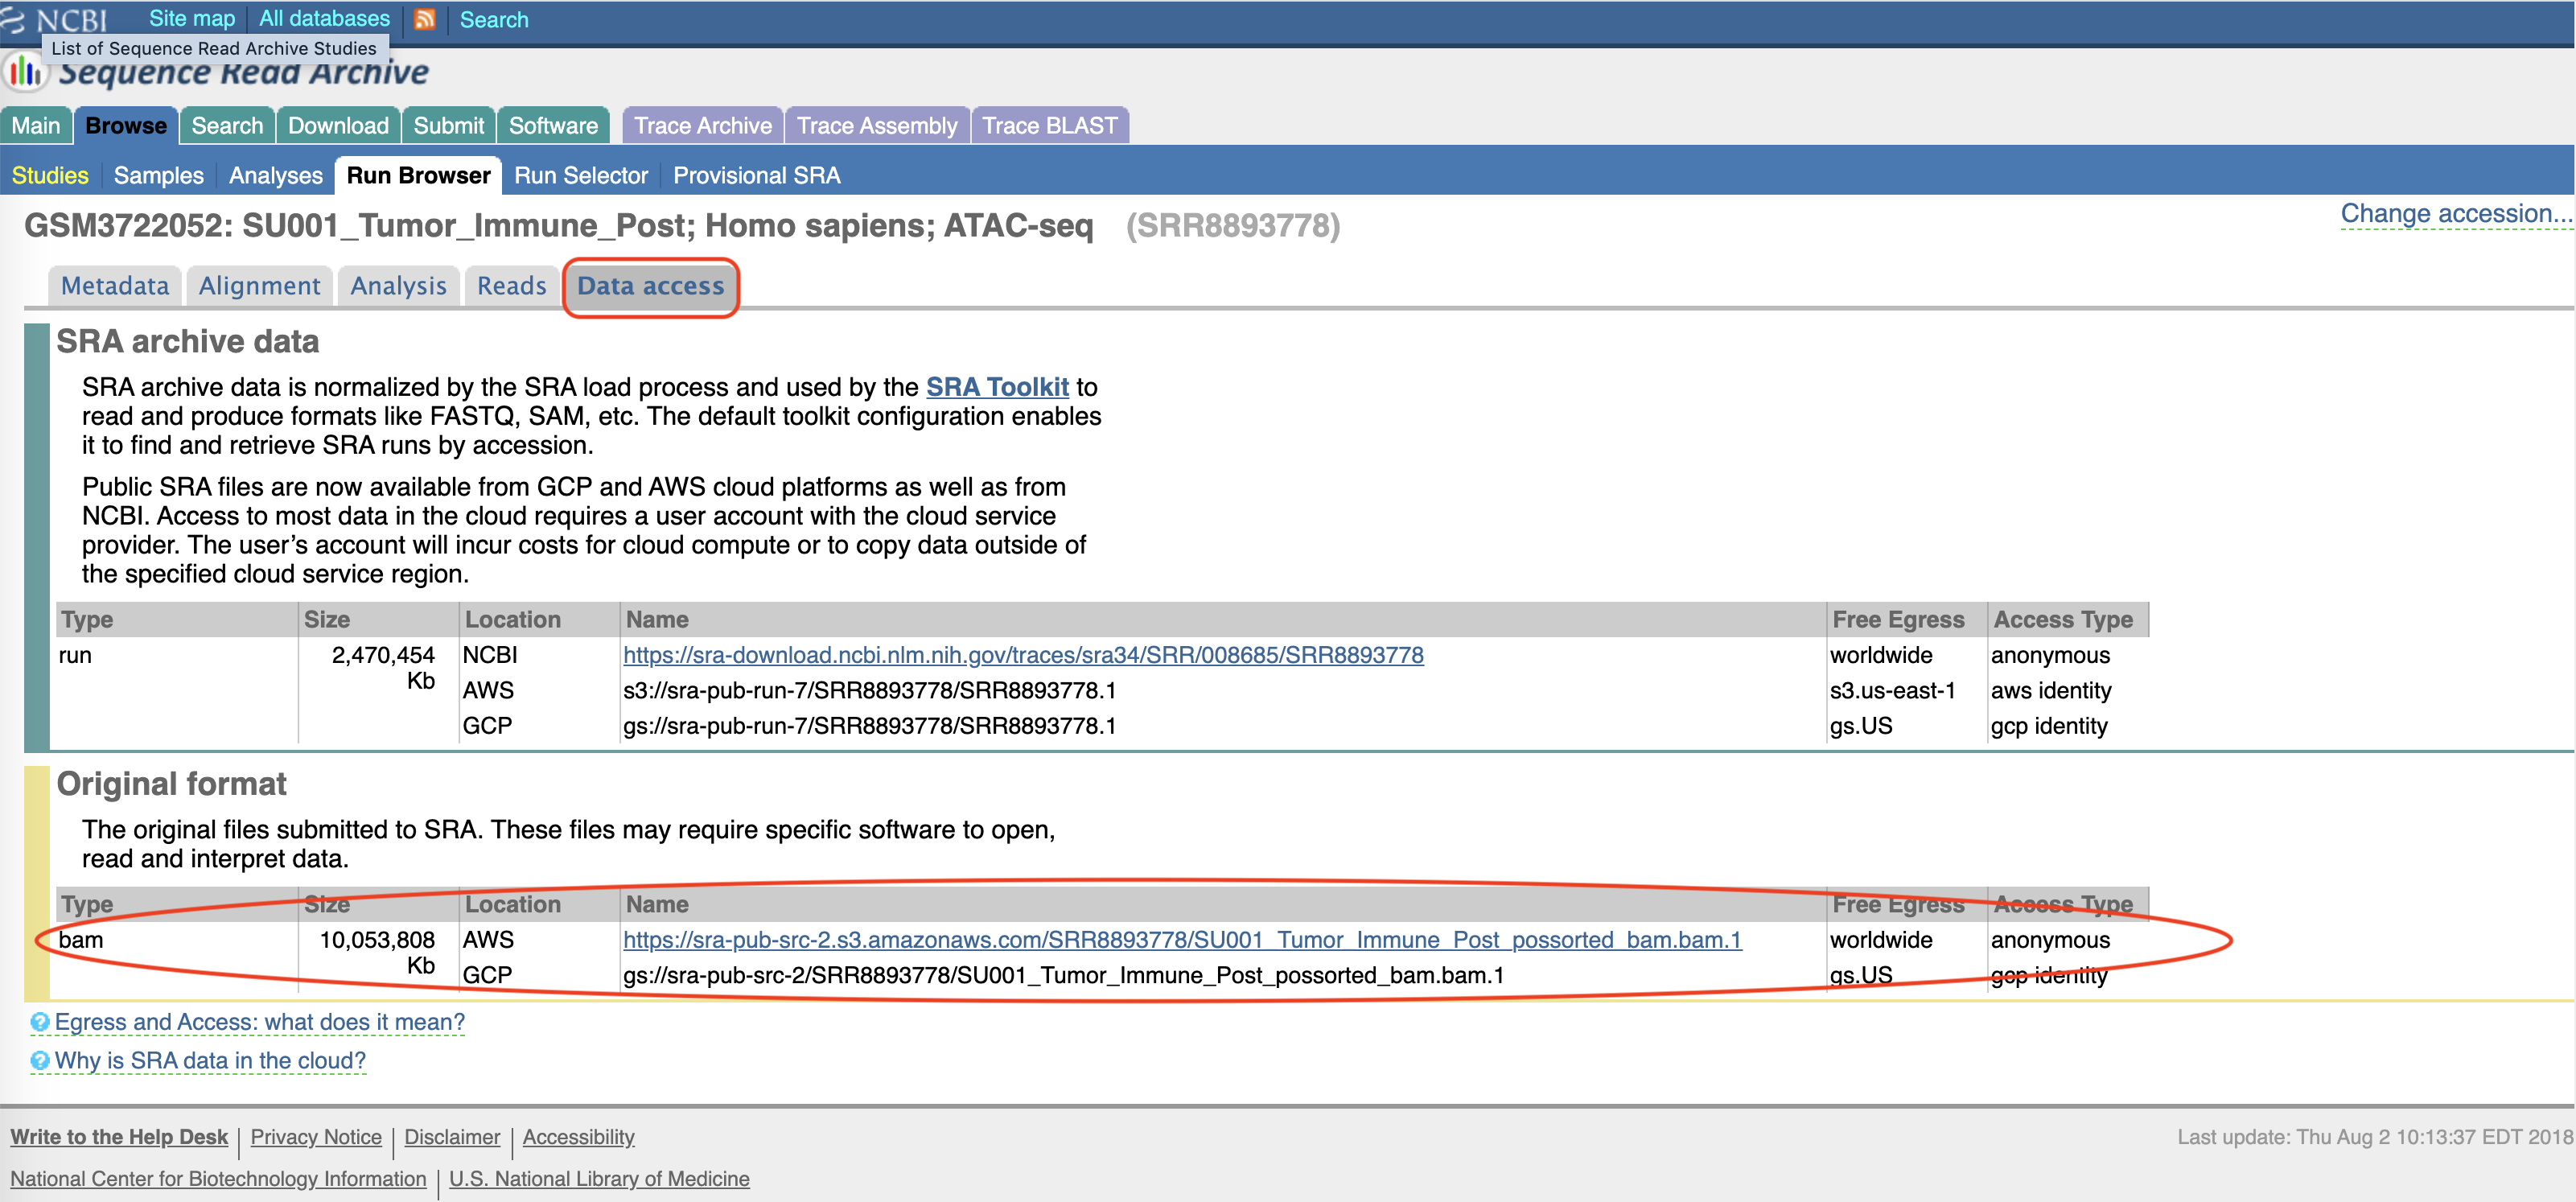 NCBI Site map All databases Search
List of Sequence Read Archive Studies
Sequence Read Archive
Main Browse Search Download Submit Software Trace Archive Trace Assembly Trace BLAST
Studies Samples Analyses Run Browser Run Selector Provisional SRA
GSM3722052: SU001_Tumor_Immune_Post; Homo sapiens; ATAC-seq (SRR8893778) Change accession...
Metadata Alignment Analysis Reads Data access
SRA archive data
SRA archive data is normalized by the SRA load process and used by the SRA Toolkit to
read and produce formats like FASTQ, SAM, etc. The default toolkit configuration enables
it to find and retrieve SRA runs by accession.
Public SRA files are now available from GCP and AWS cloud platforms as well as from
NCBI. Access to most data in the cloud requires a user account with the cloud service
provider. The user’s account will incur costs for cloud compute or to copy data outside of
the specified cloud service region.
Type Size Location Name Free Egress Access Type
run 2,470,454 NCBI https://sra-download.ncbi.nlm.nih.gov/traces/sra34/SRR/008685/SRR8893778 worldwide anonymous
Kb AWS s3://sra-pub-run-7/SRR8893778/SRR8893778.1 s3.us-east-1 aws identity
GCP gs://sra-pub-run-7/SRR8893778/SRR8893778.1 gs.US gcp identity
Original format
The original files submitted to SRA. These files may require specific software to open,
read and interpret data.
Type Size Location Name Free Egress Access Type
bam 10,053,808 AWS https://sra-pub-src-2.s3.amazonaws.com/SRR8893778/SU001_Tumor_Immune_Post_possorted_bam.bam.1 worldwide anonymous
Kb GCP gs://sra-pub-src-2/SRR8893778/SU001_Tumor_Immune_Post_possorted_bam.bam.1 gs.US gcp identity
? Egress and Access: what does it mean?
? Why is SRA data in the cloud?
Write to the Help Desk Privacy Notice Disclaimer Accessibility Last update: Thu Aug 2 10:13:37 EDT 2018
National Center for Biotechnology Information U.S. National Library of Medicine